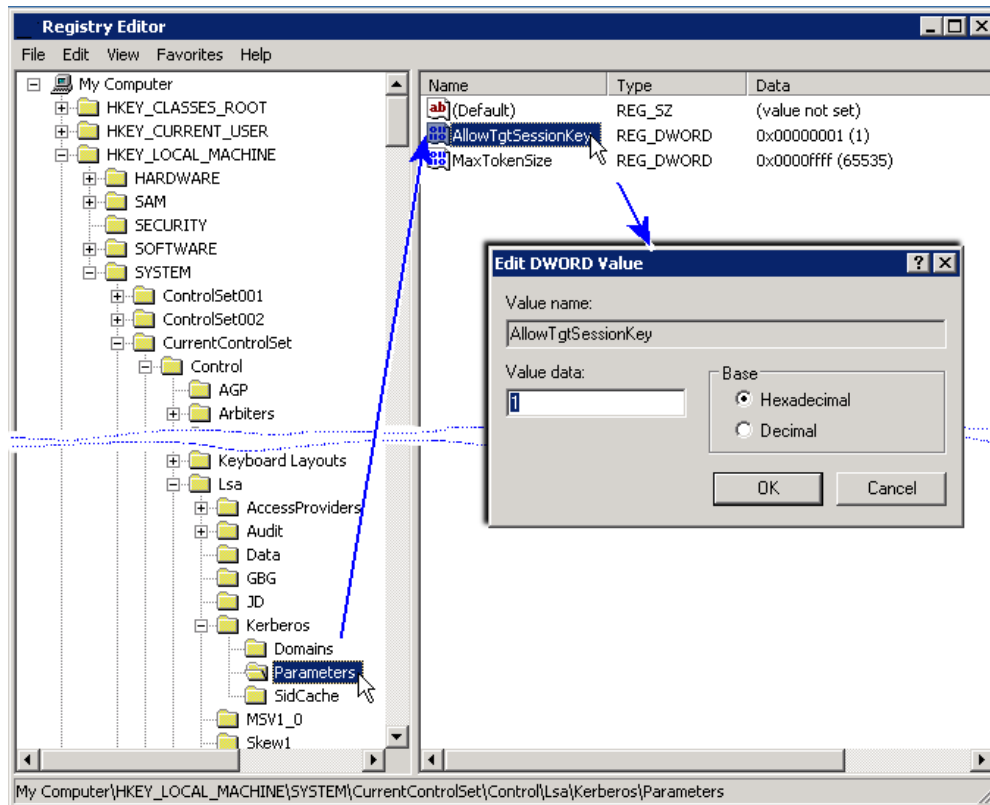 Registry Editor
File Edit View Favorites Help
My Computer
HKEY_CLASSES_ROOT
HKEY_CURRENT_USER
HKEY_LOCAL_MACHINE
HARDWARE
SAM
SECURITY
SOFTWARE
SYSTEM
ControlSet001
ControlSet002
CurrentControlSet
Control
AGP
Arbiters
Keyboard Layouts
Lsa
AccessProviders
Audit
Data
GBG
JD
Kerberos
Domains
Parameters
SidCache
MSV1_0
Skew1
Name Type Data
(Default) REG_SZ (value not set)
AllowTgtSessionKey REG_DWORD 0x00000001 (1)
MaxTokenSize REG_DWORD 0x0000ffff (65535)
Edit DWORD Value
Value name:
AllowTgtSessionKey
Value data:
1
Base
Hexadecimal
Decimal
OK Cancel
My Computer\HKEY_LOCAL_MACHINE\SYSTEM\CurrentControlSet\Control\Lsa\Kerberos\Parameters